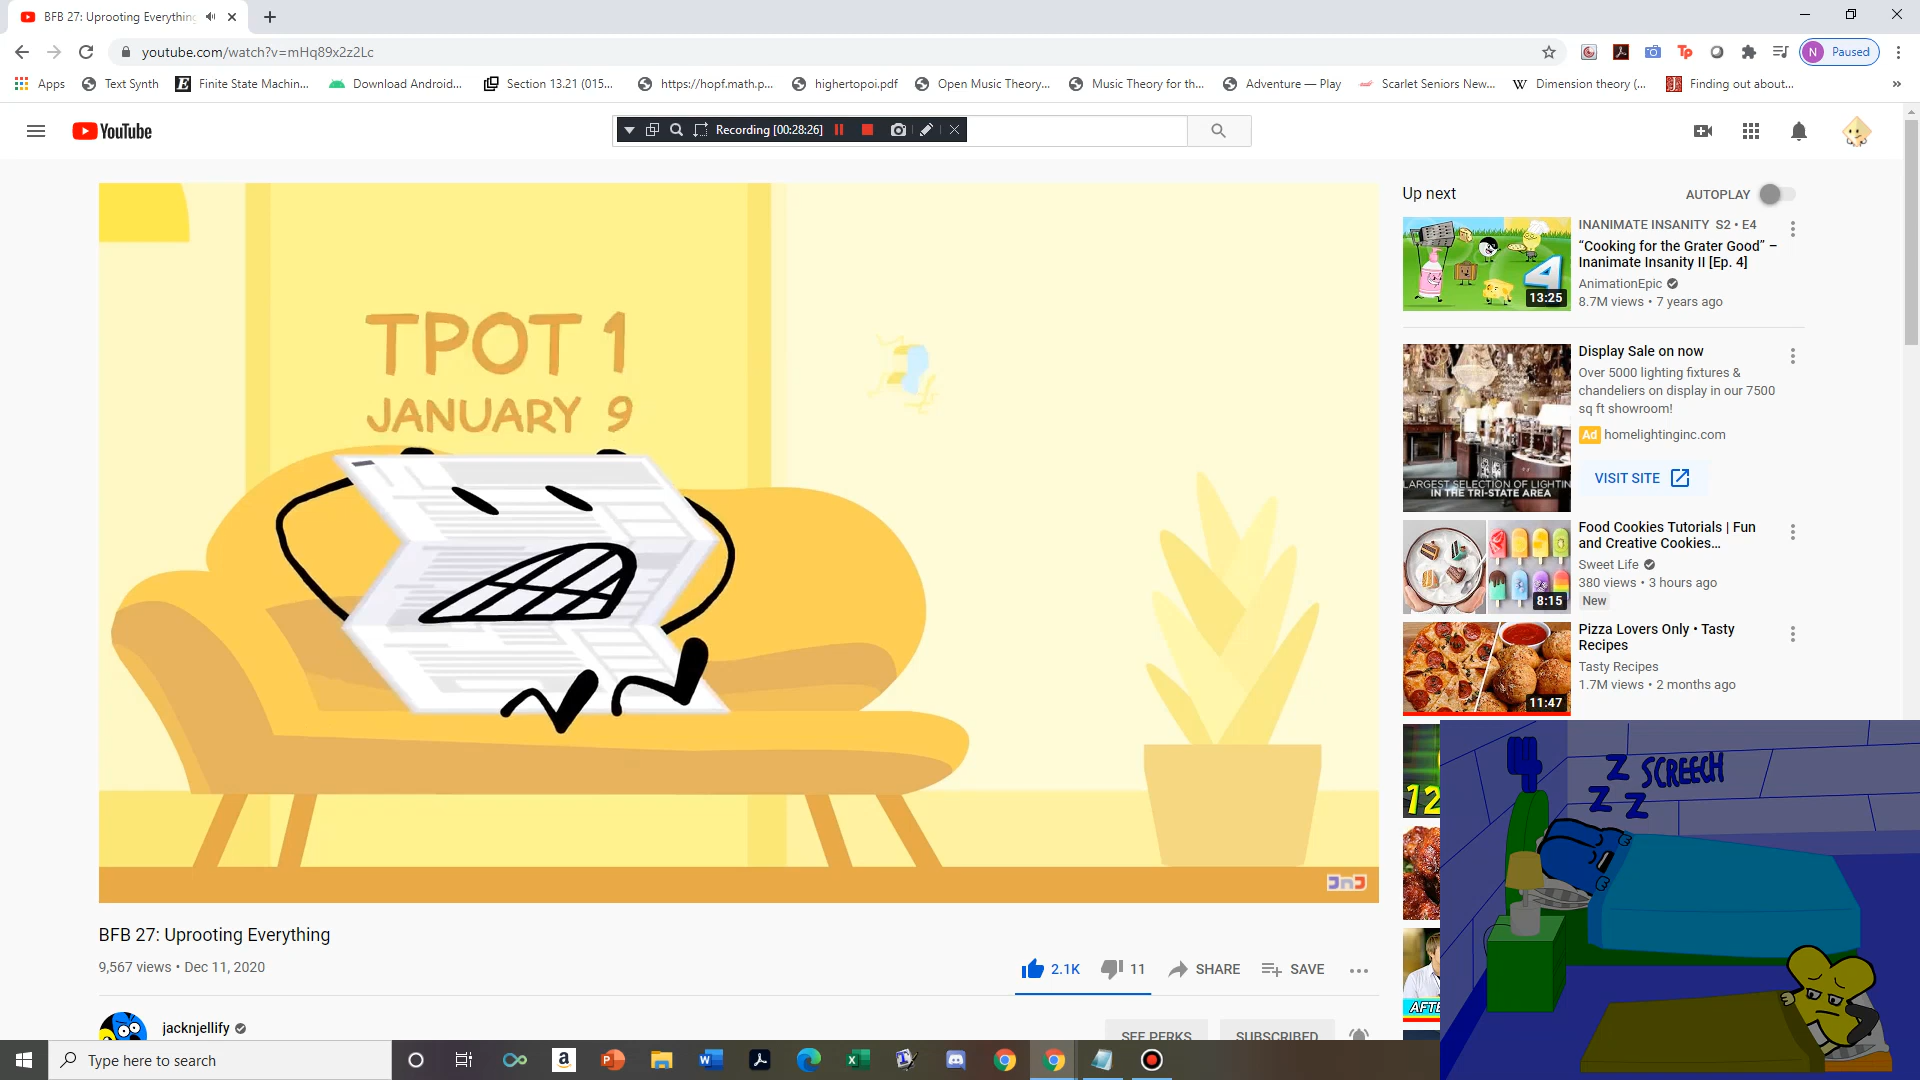 BFB 27: Uprooting Everything
youtube.com/watch?v=mHq89x2z2Lc
Paused
N
Apps
Text Synth
Finite State Machin...
Download Android...
Section 13.21 (015...
https://hopf.math.p...
highertopoi.pdf
Open Music Theory...
Music Theory for th...
Adventure — Play
Scarlet Seniors New...
Dimension theory (...
Finding out about...
YouTube
Recording [00:28:26]
TPOT 1
JANUARY 9
Up next
AUTOPLAY
INANIMATE INSANITY S2 • E4
“Cooking for the Grater Good” –
Inanimate Insanity II [Ep. 4]
AnimationEpic
8.7M views • 7 years ago
4
13:25
Display Sale on now
Over 5000 lighting fixtures &
chandeliers on display in our 7500
sq ft showroom!
Ad homelightinginc.com
VISIT SITE
LARGEST SELECTION OF LIGHTIN
IN THE TRI-STATE AREA
Food Cookies Tutorials | Fun
and Creative Cookies...
Sweet Life
380 views • 3 hours ago
New
8:15
Pizza Lovers Only • Tasty
Recipes
Tasty Recipes
1.7M views • 2 months ago
11:47
12
AFTE
Z SCREECH
Z Z
4
JnJ
BFB 27: Uprooting Everything
9,567 views • Dec 11, 2020
2.1K
11
SHARE
SAVE
jacknjellify
SEE PERKS
SUBSCRIBED
Type here to search